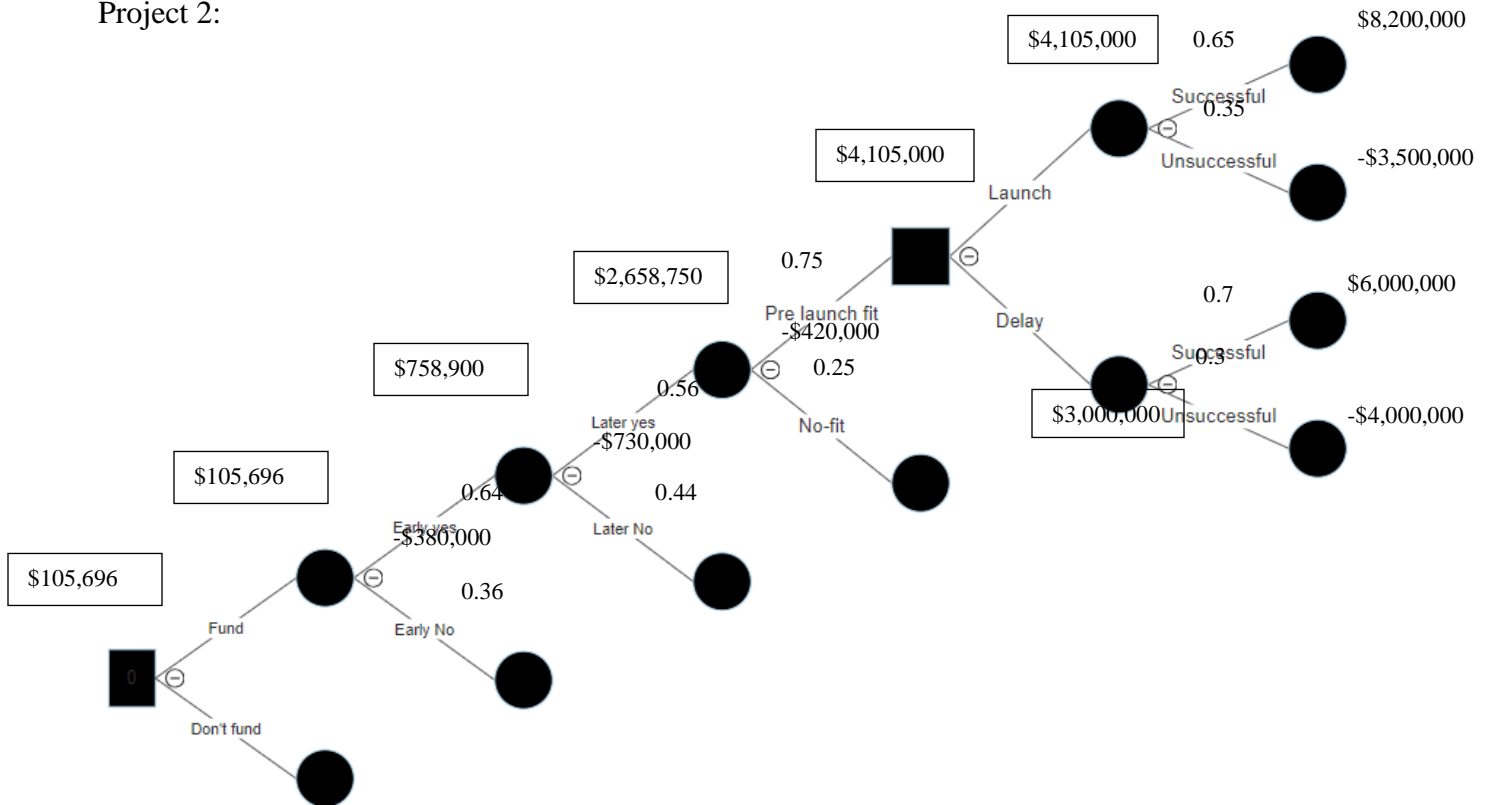 Project 2:
$8,200,000
$4,105,000
0.65
Successful
0.35
Unsuccessful
-$3,500,000
$4,105,000
Launch
$2,658,750
0.75
Pre launch fit
-$420,000
0.25
Delay
0.7
$6,000,000
Successful
0.3
$3,000,000
Unsuccessful
-$4,000,000
$758,900
0.56
Later yes
-$730,000
No-fit
$105,696
0.64
0.44
Early yes
-$380,000
Later No
$105,696
0.36
Fund
Early No
0
Don't fund